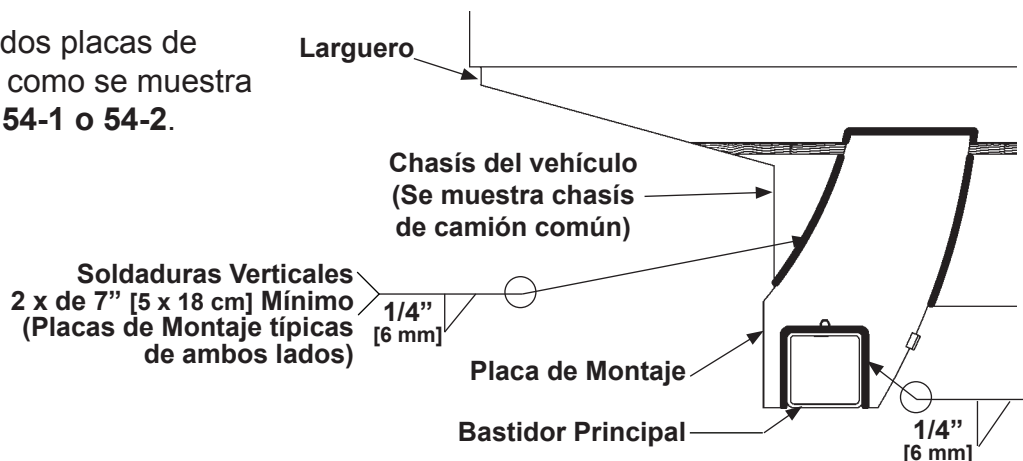 dos placas de
como se muestra
54-1 o 54-2.
Larguero
Chasís del vehículo
(Se muestra chasís
de camión común)
Soldaduras Verticales
2 x de 7” [5 x 18 cm] Mínimo
(Placas de Montaje típicas
de ambos lados)
1/4”
[6 mm]
Placa de Montaje
Bastidor Principal
1/4”
[6 mm]